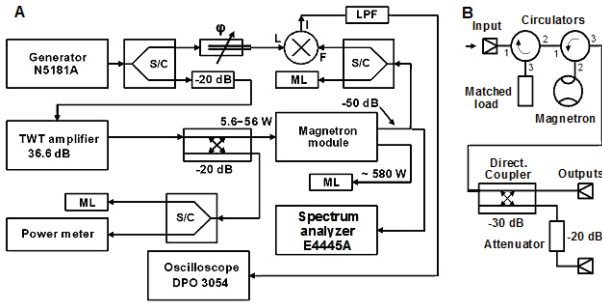 A
Generator
N5181A
S/C
φ
-20 dB
L
I
F
LPF
ML
S/C
-50 dB
TWT amplifier
36.6 dB
5.6–56 W
-20 dB
Magnetron
module
ML
~ 580 W
ML
S/C
Power meter
Spectrum
analyzer
E4445A
Oscilloscope
DPO 3054
B
Input
Circulators
1
2
3
1
2
3
Matched
load
Magnetron
Direct.
Coupler
-30 dB
Outputs
Attenuator
-20 dB